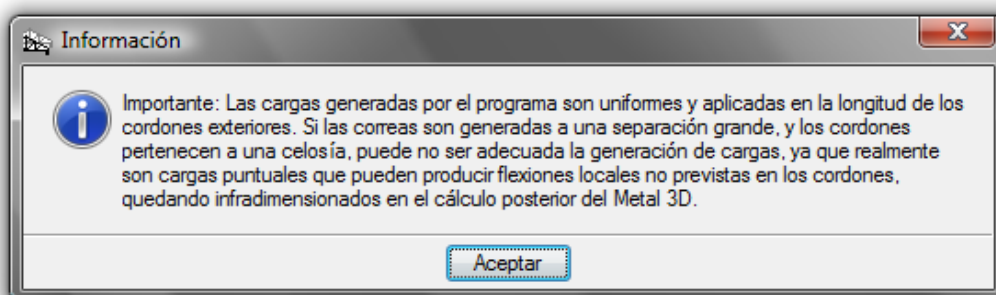 Información
Importante: Las cargas generadas por el programa son uniformes y aplicadas en la longitud de los
cordones exteriores. Si las correas son generadas a una separación grande, y los cordones
pertenecen a una celosía, puede no ser adecuada la generación de cargas, ya que realmente
son cargas puntuales que pueden producir flexiones locales no previstas en los cordones,
quedando infradimensionados en el cálculo posterior del Metal 3D.
Aceptar